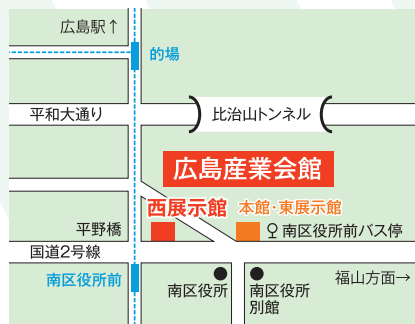 広島駅↑
的場
平和大通り
比治山トンネル
広島産業会館
西展示館
本館・東展示館
平野橋
南区役所前バス停
国道2号線
南区役所前
南区役所
南区役所
別館
福山方面→